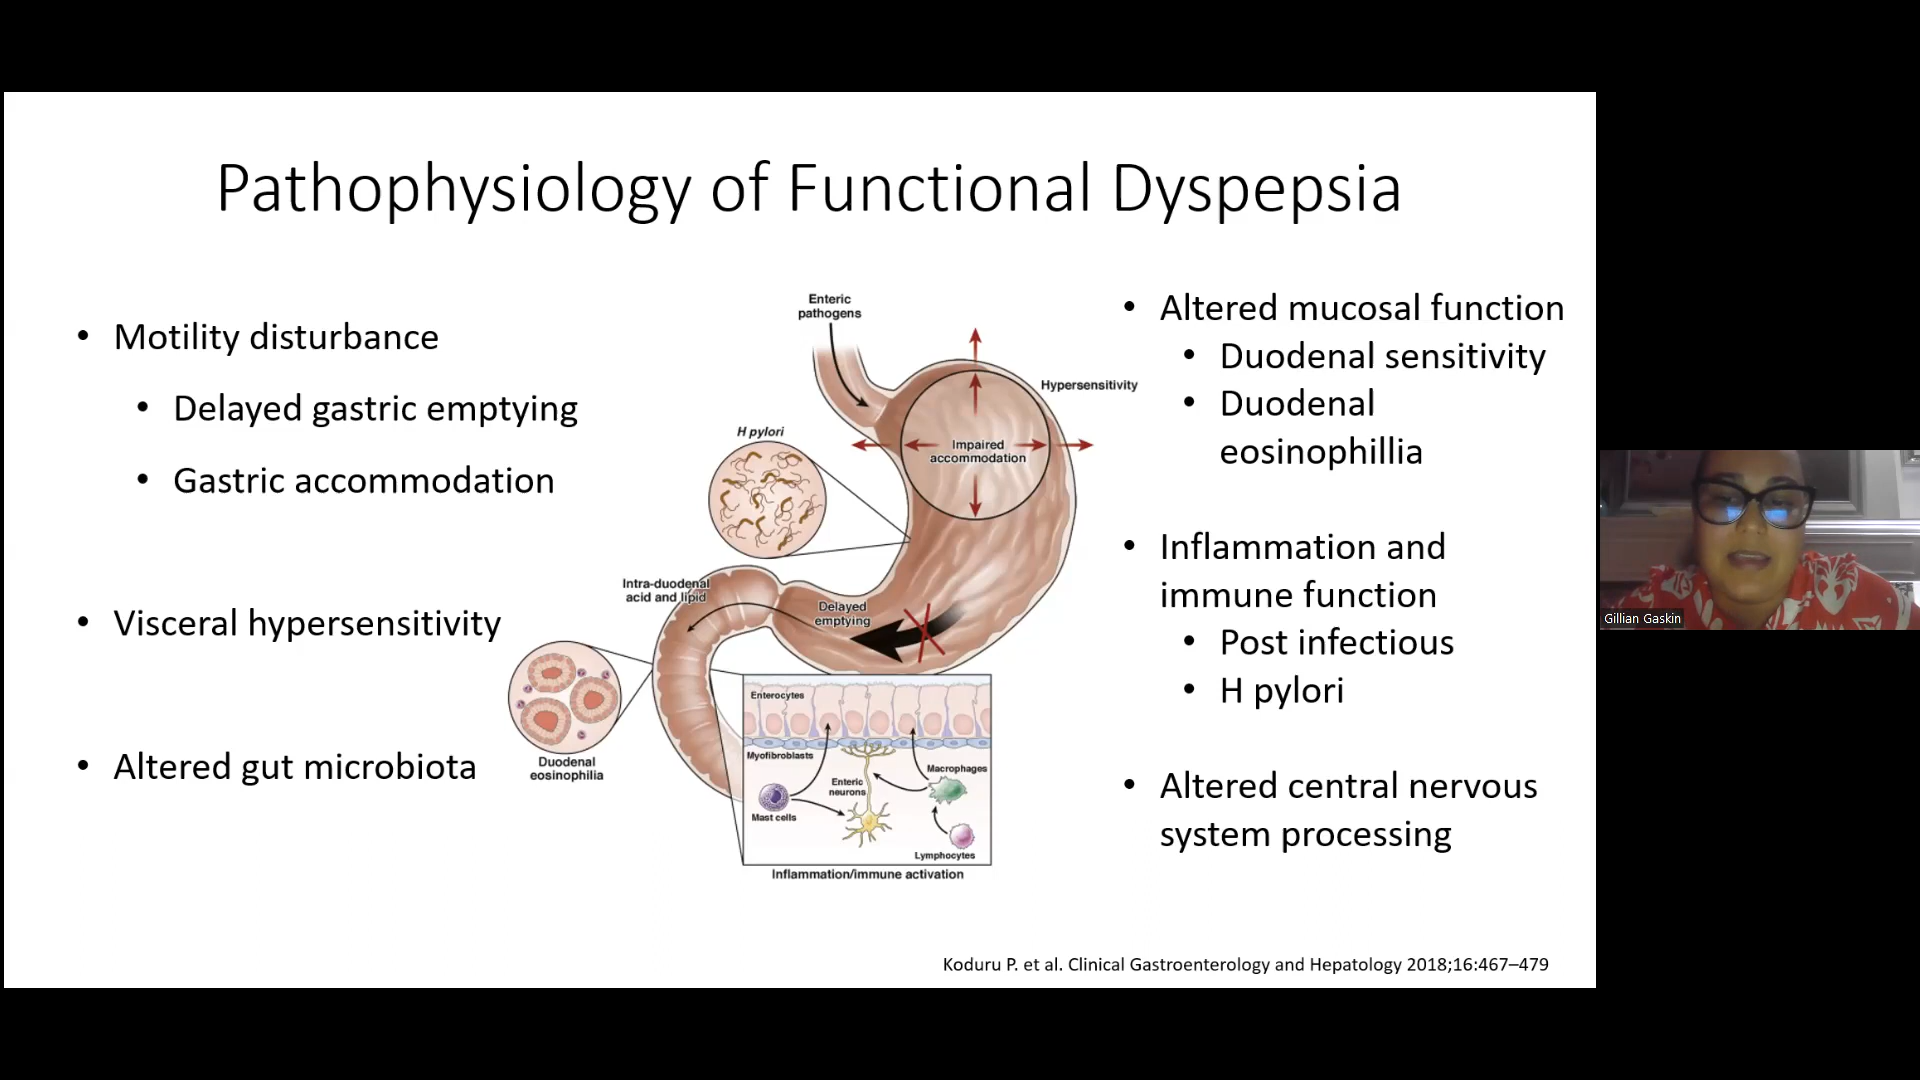 Pathophysiology of Functional Dyspepsia
• Motility disturbance
• Delayed gastric emptying
• Gastric accommodation
• Visceral hypersensitivity
• Altered gut microbiota
Enteric
pathogens
Hypersensitivity
Impaired
accommodation
H pylori
Intra-duodenal
acid and lipid
Delayed
emptying
Duodenal
eosinophilia
Enterocytes
Myofibroblasts
Enteric
neurons
Macrophages
Mast cells
Lymphocytes
Inflammation/immune activation
• Altered mucosal function
• Duodenal sensitivity
• Duodenal
eosinophillia
• Inflammation and
immune function
• Post infectious
• H pylori
• Altered central nervous
system processing
Koduru P. et al. Clinical Gastroenterology and Hepatology 2018;16:467–479
Gillian Gaskin